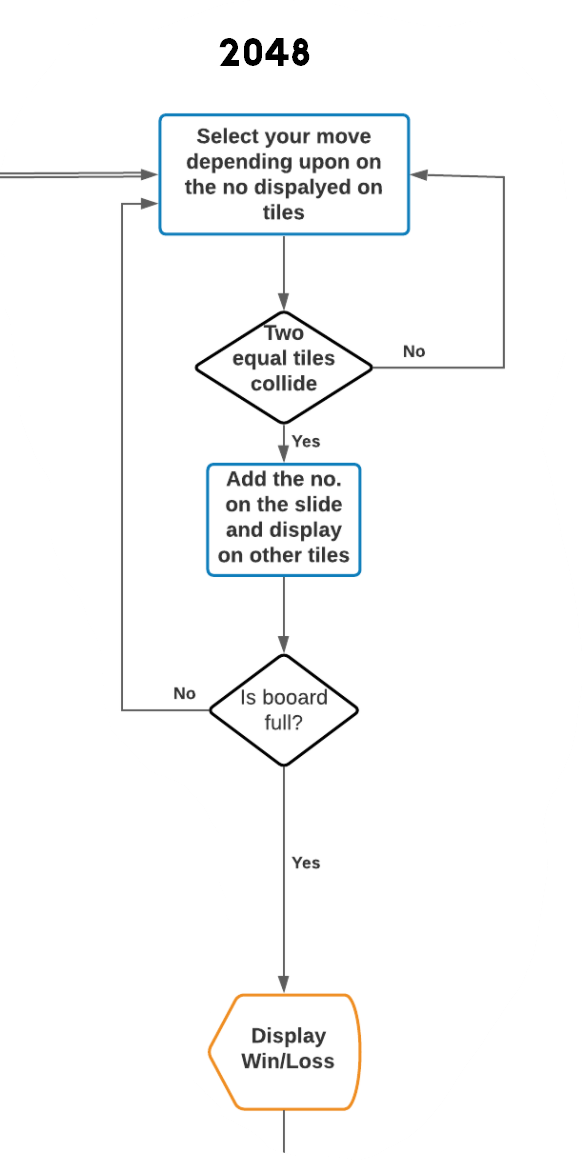 2048
Select your move
depending upon on
the no dispalyed on
tiles
Two
equal tiles
collide
No
Yes
Add the no.
on the slide
and display
on other tiles
No
Is booard
full?
Yes
Display
Win/Loss